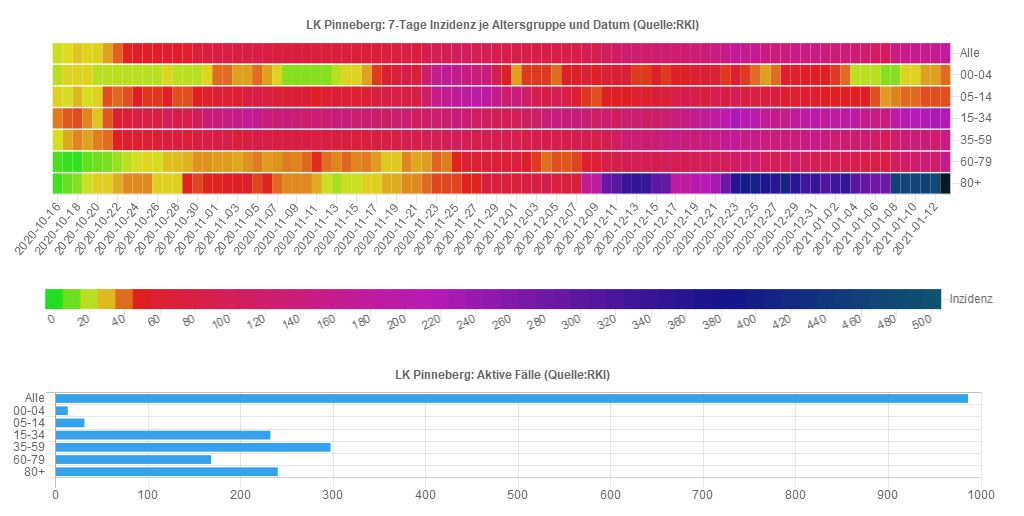 LK Pinneberg: 7-Tage Inzidenz je Altersgruppe und Datum (Quelle:RKI)
Alle
00-04
05-14
15-34
35-59
60-79
80+
2020-10-16 2020-10-18 2020-10-20 2020-10-22 2020-10-24 2020-10-26 2020-10-28 2020-10-30 2020-11-01 2020-11-03 2020-11-05 2020-11-07 2020-11-09 2020-11-11 2020-11-13 2020-11-15 2020-11-17 2020-11-19 2020-11-21 2020-11-23 2020-11-25 2020-11-27 2020-11-29 2020-12-01 2020-12-03 2020-12-05 2020-12-07 2020-12-09 2020-12-11 2020-12-13 2020-12-15 2020-12-17 2020-12-19 2020-12-21 2020-12-23 2020-12-25 2020-12-27 2020-12-29 2020-12-31 2021-01-02 2021-01-04 2021-01-06 2021-01-08 2021-01-10 2021-01-12
Inzidenz
0 20 40 60 80 100 120 140 160 180 200 220 240 260 280 300 320 340 360 380 400 420 440 460 480 500
LK Pinneberg: Aktive Fälle (Quelle:RKI)
Alle
00-04
05-14
15-34
35-59
60-79
80+
0 100 200 300 400 500 600 700 800 900 1000